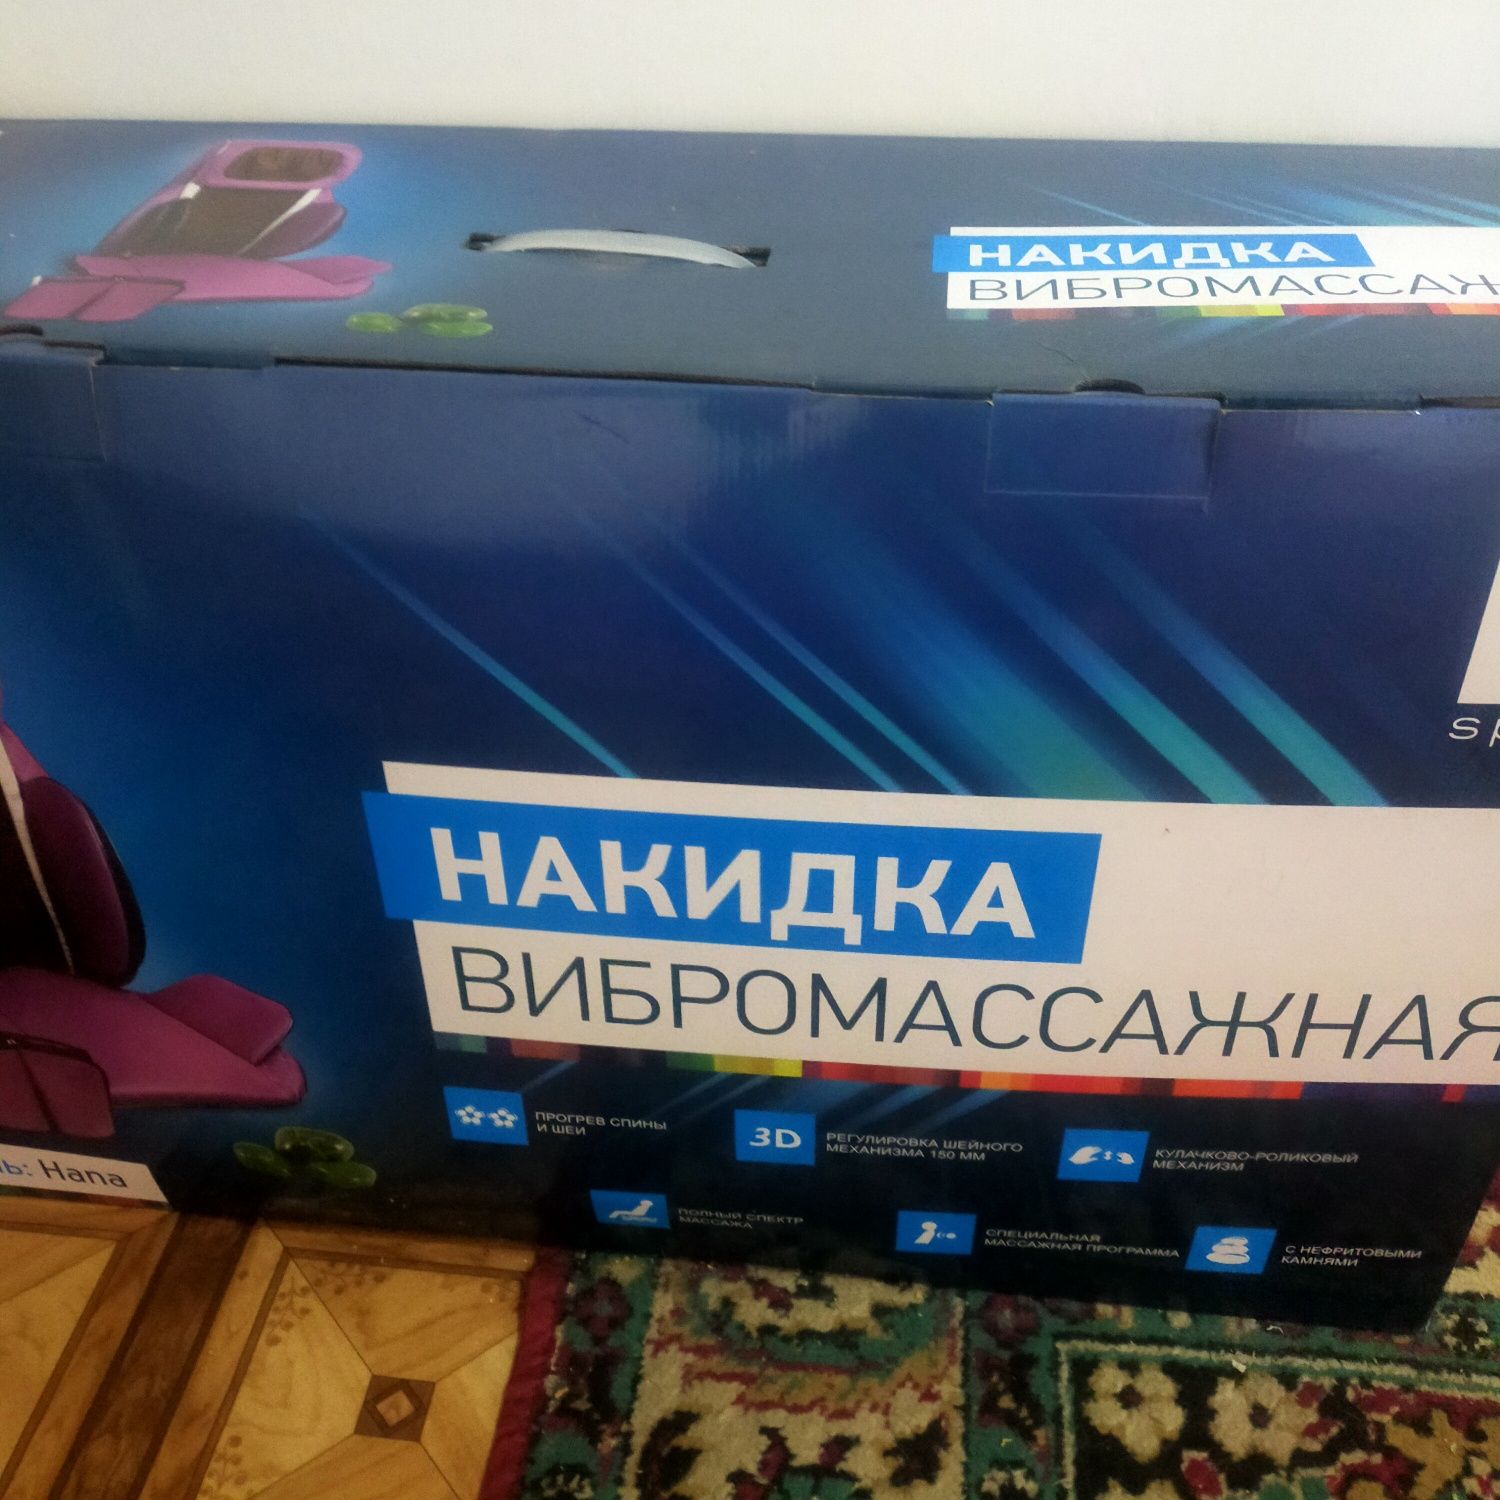 НАКИДКА
ВИБРОМАССАЖ
НАКИДКА
ВИБРОМАССАЖНАЯ
ПРОГРЕВ СПИНЫ
И ШЕИ
3D
РЕГУЛИРОВКА ШЕЙНОГО
МЕХАНИЗМА 150 ММ
КУЛАЧКОВО-РОЛИКОВЫЙ
МЕХАНИЗМ
ПОЛНЫЙ СПЕКТР
МАССАЖА
СПЕЦИАЛЬНАЯ
МАССАЖНАЯ ПРОГРАММА
С НЕФРИТОВЫМИ
КАМНЯМИ
ль: Hana